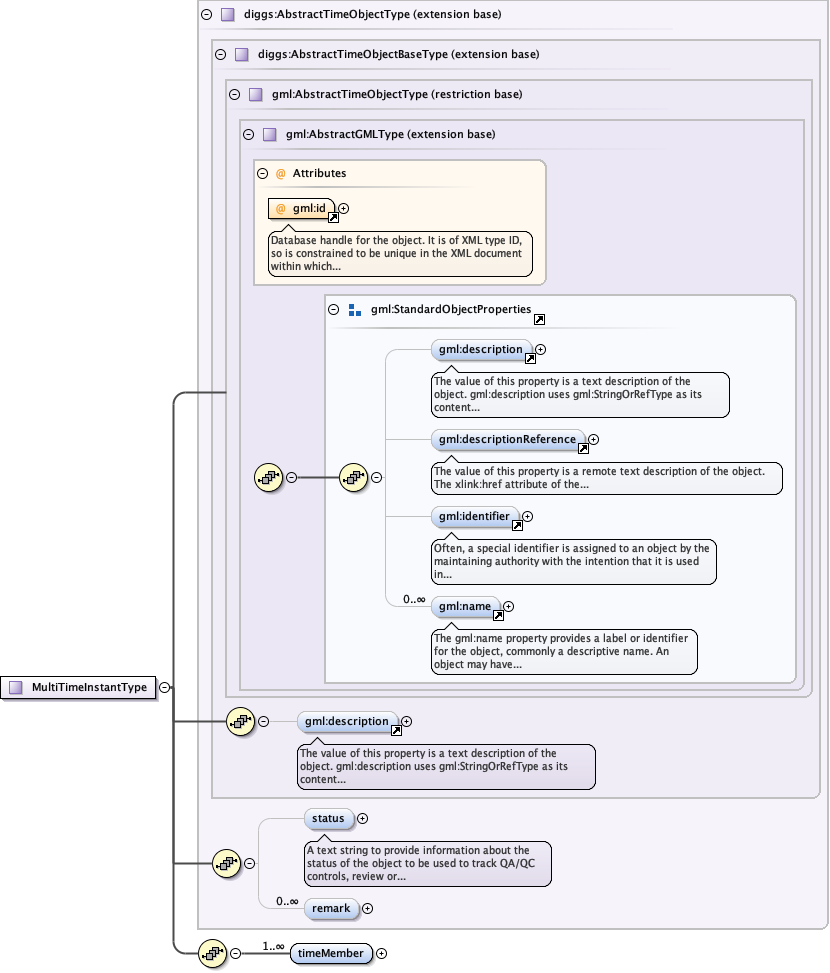 diggs:AbstractTimeObjectType (extension base)
diggs:AbstractTimeObjectBaseType (extension base)
gml:AbstractTimeObjectType (restriction base)
gml:AbstractGMLType (extension base)
@ Attributes
@ gml:id
Database handle for the object. It is of XML type ID,
so is constrained to be unique in the XML document
within which...
gml:StandardObjectProperties
gml:description
The value of this property is a text description of the
object. gml:description uses gml:StringOrRefType as its
content...
gml:descriptionReference
The value of this property is a remote text description of the object.
The xlink:href attribute of the...
gml:identifier
Often, a special identifier is assigned to an object by the
maintaining authority with the intention that it is used
in...
0..∞
gml:name
The gml:name property provides a label or identifier
for the object, commonly a descriptive name. An
object may have...
MultiTimeInstantType
gml:description
The value of this property is a text description of the
object. gml:description uses gml:StringOrRefType as its
content...
status
A text string to provide information about the
status of the object to be used to track QA/QC
controls, review or...
0..∞
remark
1..∞
timeMember